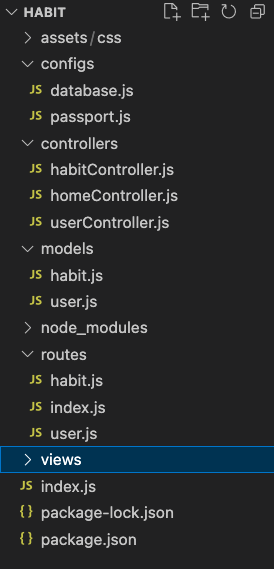 HABIT
assets/css
configs
JS database.js
JS passport.js
controllers
JS habitController.js
JS homeController.js
JS userController.js
models
JS habit.js
JS user.js
node_modules
routes
JS habit.js
JS index.js
JS user.js
views
JS index.js
{ } package-lock.json
{ } package.json